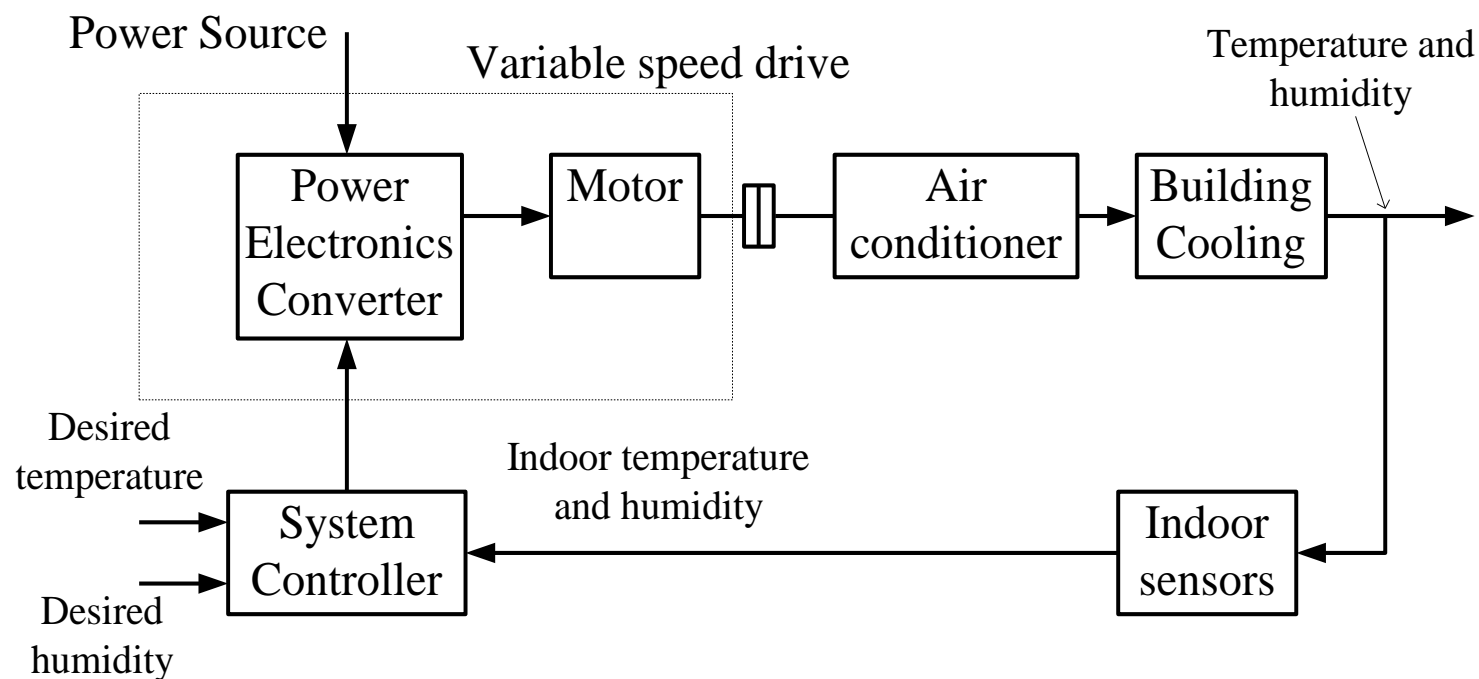 Power Source
Variable speed drive
Temperature and
humidity
Power
Electronics
Converter
Motor
Air
conditioner
Building
Cooling
Desired
temperature
Indoor temperature
and humidity
System
Controller
Indoor
sensors
Desired
humidity